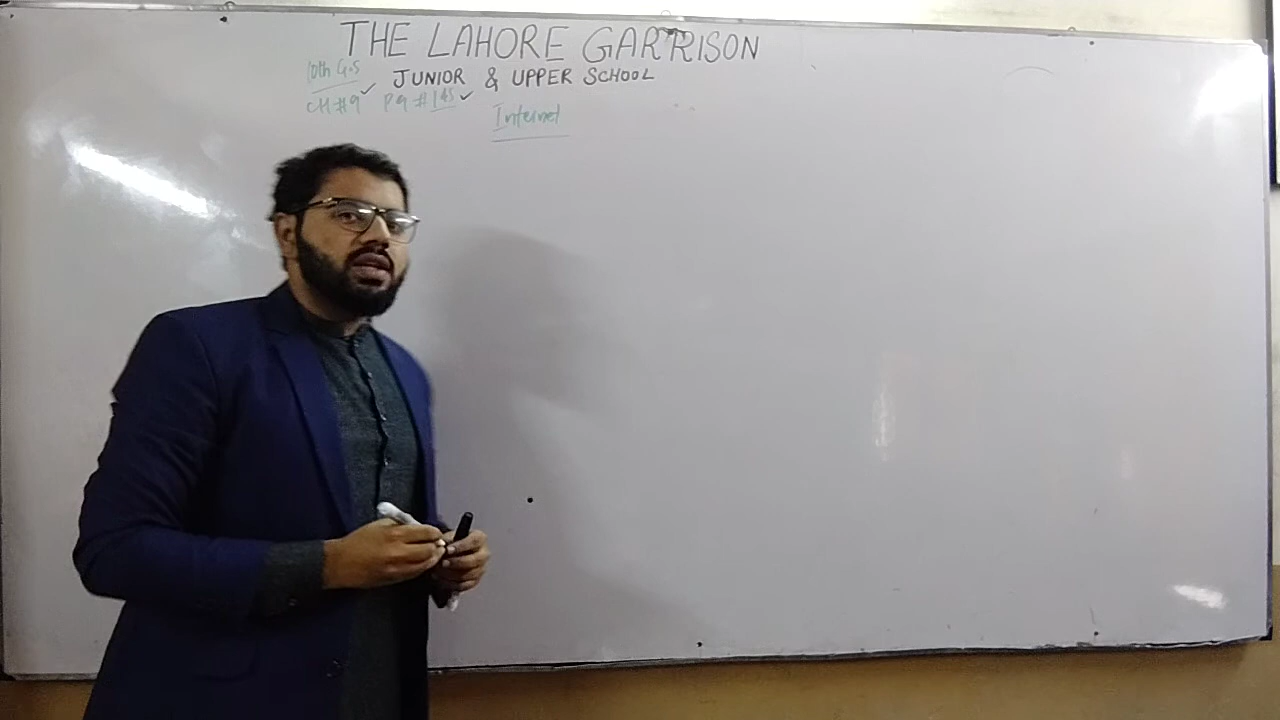 THE LAHORE GARRISON
10th G.S
JUNIOR & UPPER SCHOOL
CH#9 Pg #145
Internet